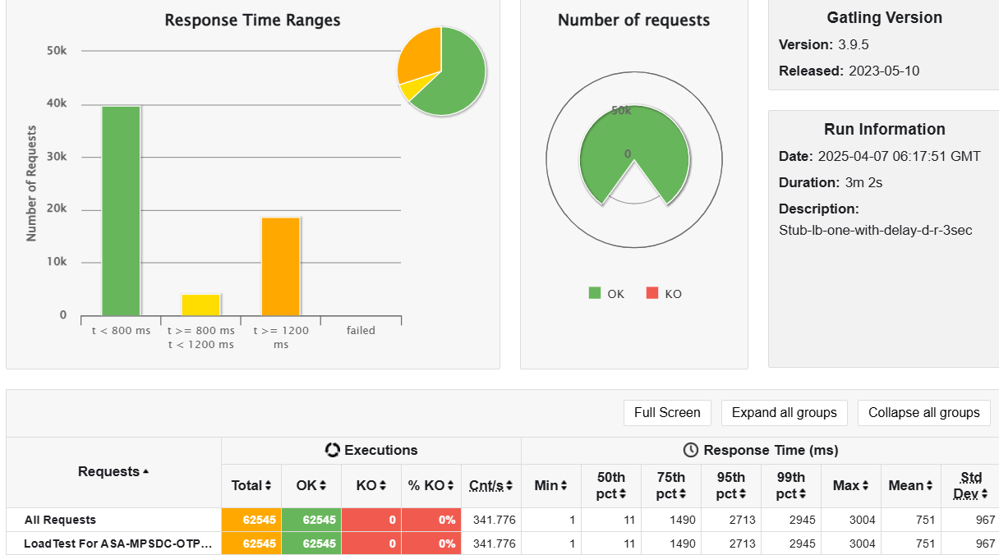 Response Time Ranges
50k
40k
30k
20k
10k
0
Number of Requests
t < 800 ms
t >= 800 ms
t < 1200 ms
t >= 1200
ms
failed
Number of requests
50k
0
OK
KO
Gatling Version
Version: 3.9.5
Released: 2023-05-10
Run Information
Date: 2025-04-07 06:17:51 GMT
Duration: 3m 2s
Description:
Stub-lb-one-with-delay-d-r-3sec
Full Screen Expand all groups Collapse all groups
Requests
Executions
Response Time (ms)
Total OK KO % KO Cnt/s Min 50th pct 75th pct 95th pct 99th pct Max Mean Std Dev
All Requests 62545 62545 0 0% 341.776 1 11 1490 2713 2945 3004 751 967
LoadTest For ASA-MPSDC-OTP... 62545 62545 0 0% 341.776 1 11 1490 2713 2945 3004 751 967